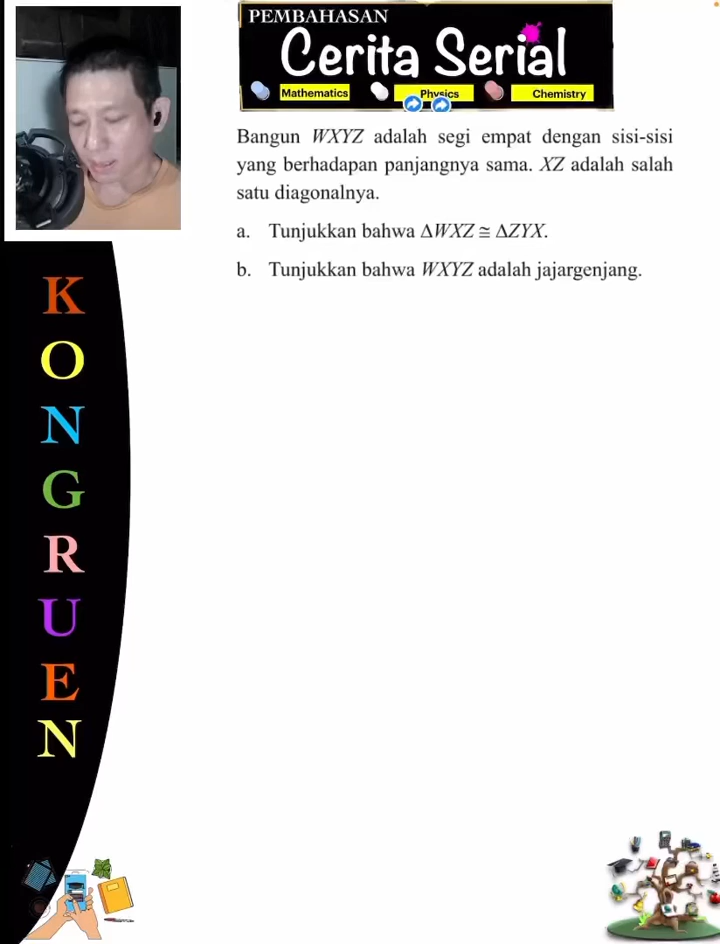 PEMBAHASAN
Cerita Serial
Mathematics
Physics
Chemistry
Bangun WXYZ adalah segi empat dengan sisi-sisi
yang berhadapan panjangnya sama. XZ adalah salah
satu diagonalnya.
a. Tunjukkan bahwa ΔWXZ ≅ ΔZYX.
b. Tunjukkan bahwa WXYZ adalah jajargenjang.
K
O
N
G
R
U
E
N